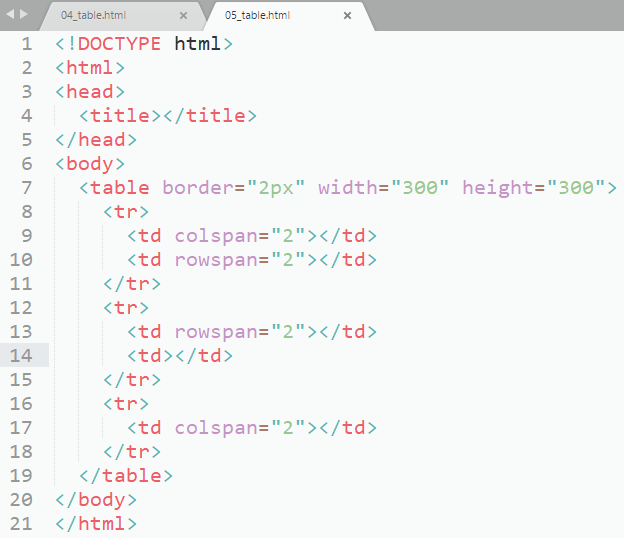 04_table.html × 05_table.html ×
1 <!DOCTYPE html>
2 <html>
3 <head>
4 <title></title>
5 </head>
6 <body>
7 <table border="2px" width="300" height="300">
8 <tr>
9 <td colspan="2"></td>
10 <td rowspan="2"></td>
11 </tr>
12 <tr>
13 <td rowspan="2"></td>
14 <td></td>
15 </tr>
16 <tr>
17 <td colspan="2"></td>
18 </tr>
19 </table>
20 </body>
21 </html>